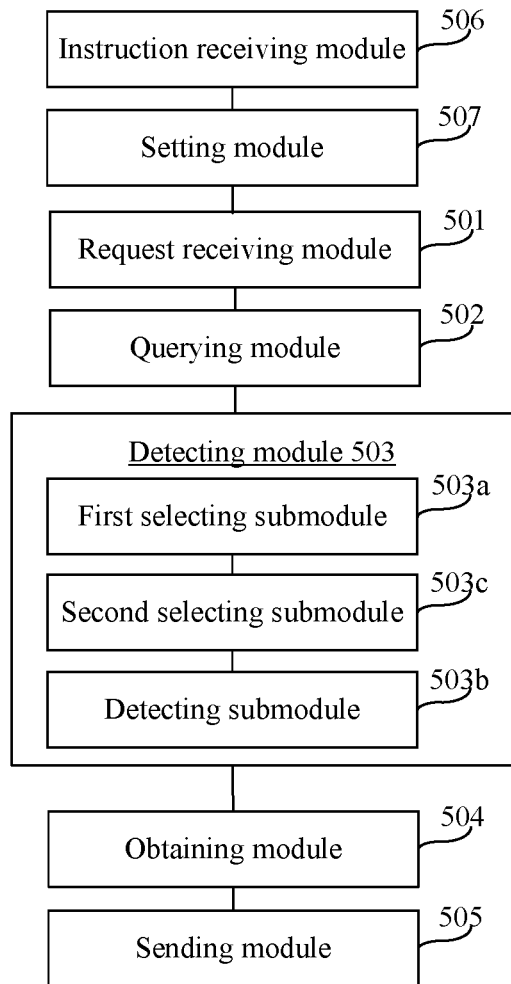 506
Instruction receiving module
507
Setting module
501
Request receiving module
502
Querying module
Detecting module 503
503a
First selecting submodule
503c
Second selecting submodule
503b
Detecting submodule
504
Obtaining module
505
Sending module